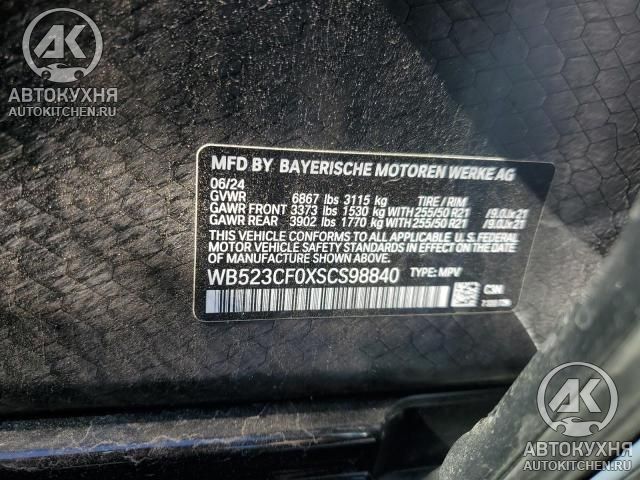 АК
АВТОКУХНЯ
AUTOKITCHEN.RU
MFD BY BAYERISCHE MOTOREN WERKE AG
06/24
GVWR 6867 lbs 3115 kg TIRE / RIM
GAWR FRONT 3373 lbs 1530 kg WITH 255/50 R21 /9.0Jx21
GAWR REAR 3902 lbs 1770 kg WITH 255/50 R21 /9.0Jx21
THIS VEHICLE CONFORMS TO ALL APPLICABLE U. S. FEDERAL
MOTOR VEHICLE SAFETY STANDARDS IN EFFECT ON THE DATE
OF MANUFACTURE SHOWN ABOVE.
WB523CF0XSCS98840 TYPE: MPV
АК
АВТОКУХНЯ
AUTOKITCHEN.RU